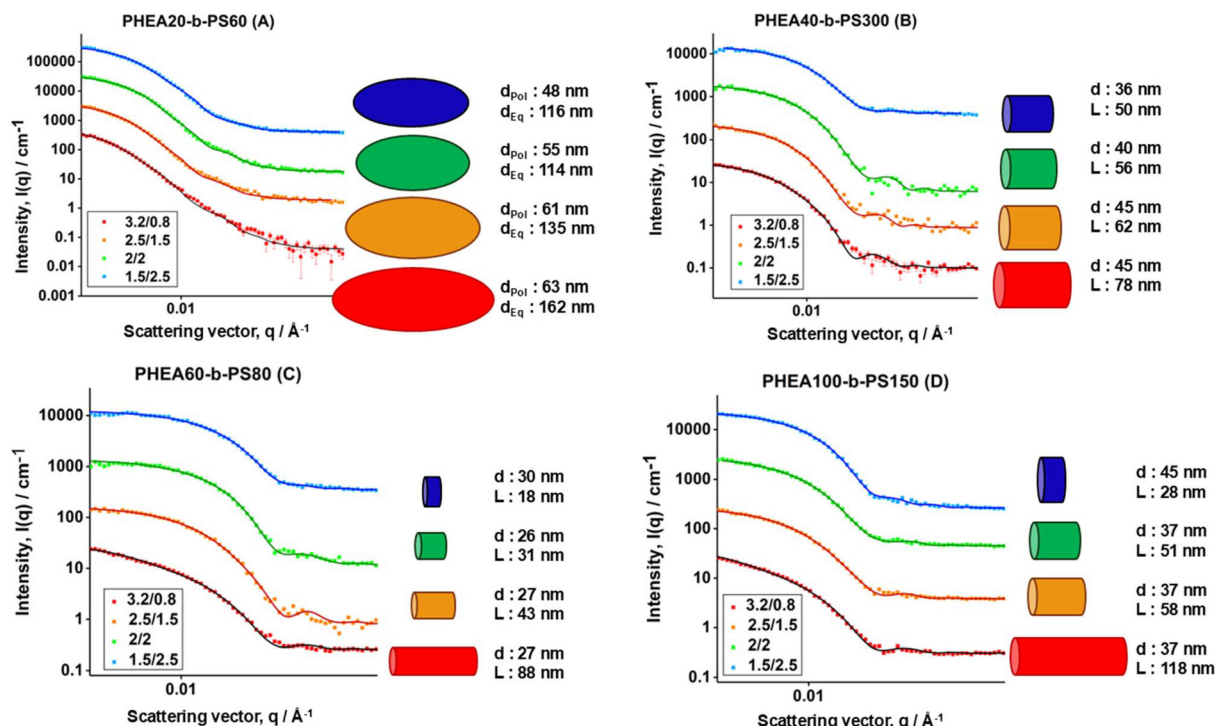 PHEA20-b-PS60 (A)
Intensity, I(q) / cm-1
100000
10000
1000
100
10
1
0.1
0.01
0.001
3.2/0.8
2.5/1.5
2/2
1.5/2.5
0.01
Scattering vector, q / Å-1
dPol : 48 nm
dEq : 116 nm
dPol : 55 nm
dEq : 114 nm
dPol : 61 nm
dEq : 135 nm
dPol : 63 nm
dEq : 162 nm
PHEA40-b-PS300 (B)
Intensity, I(q) / cm-1
10000
1000
100
10
1
0.1
3.2/0.8
2.5/1.5
2/2
1.5/2.5
0.01
Scattering vector, q / Å-1
d : 36 nm
L : 50 nm
d : 40 nm
L : 56 nm
d : 45 nm
L : 62 nm
d : 45 nm
L : 78 nm
PHEA60-b-PS80 (C)
Intensity, I(q) / cm-1
10000
1000
100
10
1
0.1
3.2/0.8
2.5/1.5
2/2
1.5/2.5
0.01
Scattering vector, q / Å-1
d : 30 nm
L : 18 nm
d : 26 nm
L : 31 nm
d : 27 nm
L : 43 nm
d : 27 nm
L : 88 nm
PHEA100-b-PS150 (D)
Intensity, I(q) / cm-1
10000
1000
100
10
1
0.1
3.2/0.8
2.5/1.5
2/2
1.5/2.5
0.01
Scattering vector, q / Å-1
d : 45 nm
L : 28 nm
d : 37 nm
L : 51 nm
d : 37 nm
L : 58 nm
d : 37 nm
L : 118 nm